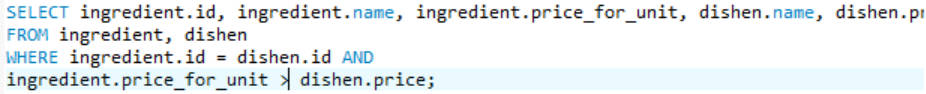 SELECT ingredient.id, ingredient.name, ingredient.price_for_unit, dishen.name,
FROM ingredient, dishen
WHERE ingredient.id = dishen.id AND
ingredient.price_for_unit > dishen.price;